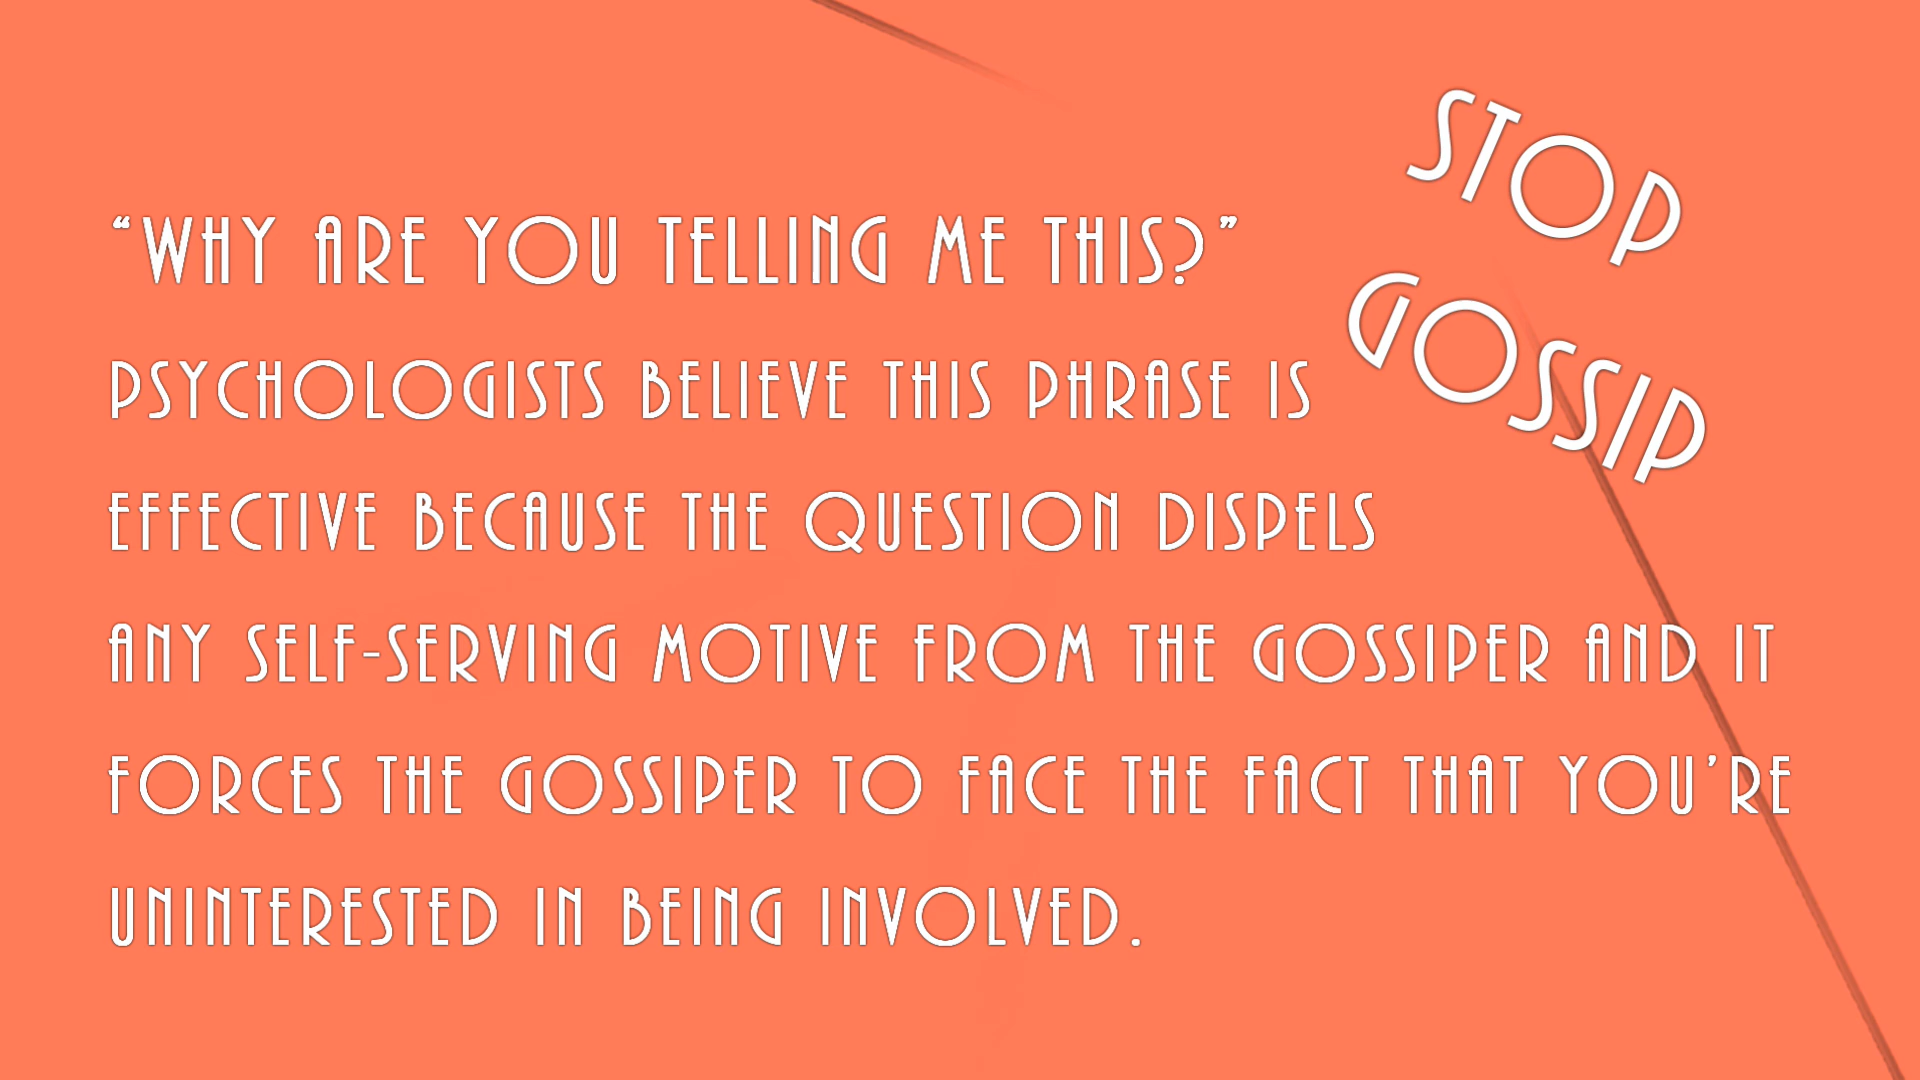 STOP
GOSSIP
“WHY ARE YOU TELLING ME THIS?”
PSYCHOLOGISTS BELIEVE THIS PHRASE IS
EFFECTIVE BECAUSE THE QUESTION DISPELS
ANY SELF-SERVING MOTIVE FROM THE GOSSIPER AND IT
FORCES THE GOSSIPER TO FACE THE FACT THAT YOU’RE
UNINTERESTED IN BEING INVOLVED.